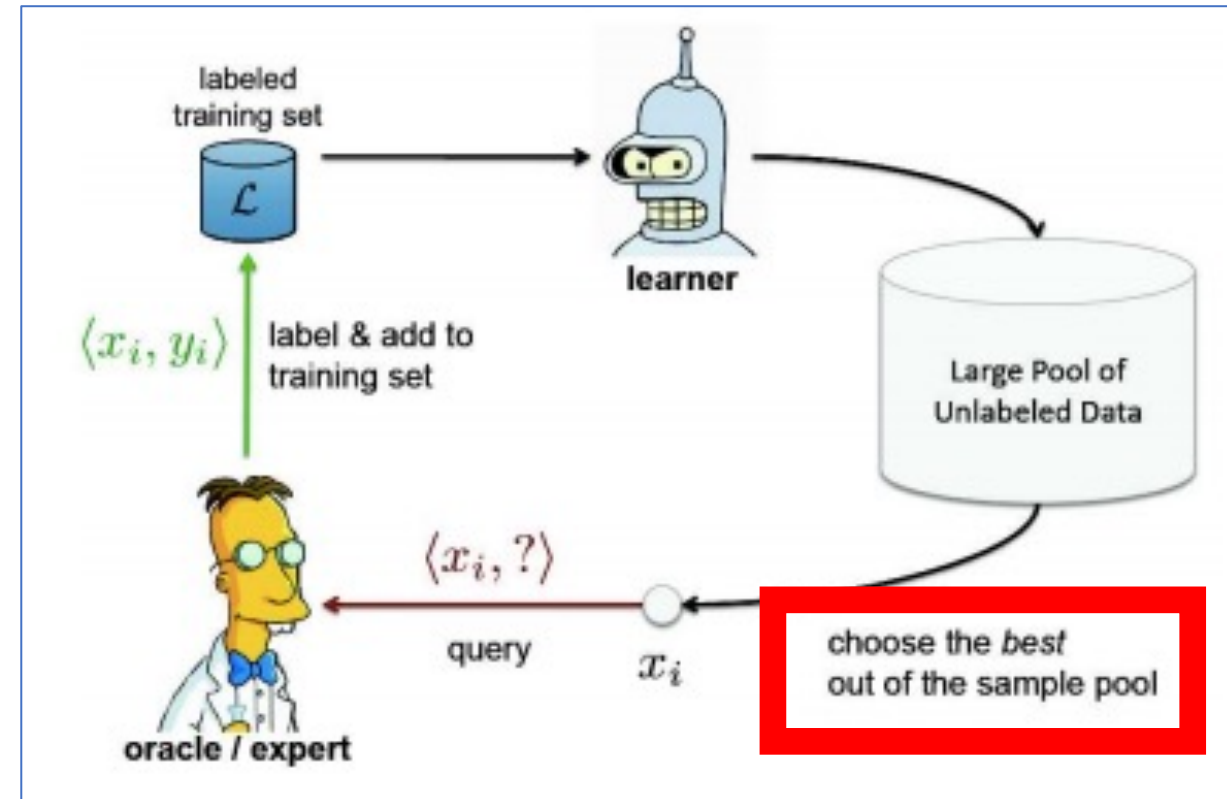 labeled
training set
ℒ
learner
⟨xᵢ, yᵢ⟩
label & add to
training set
Large Pool of
Unlabeled Data
⟨xᵢ, ?⟩
query
xᵢ
choose the best
out of the sample pool
oracle / expert